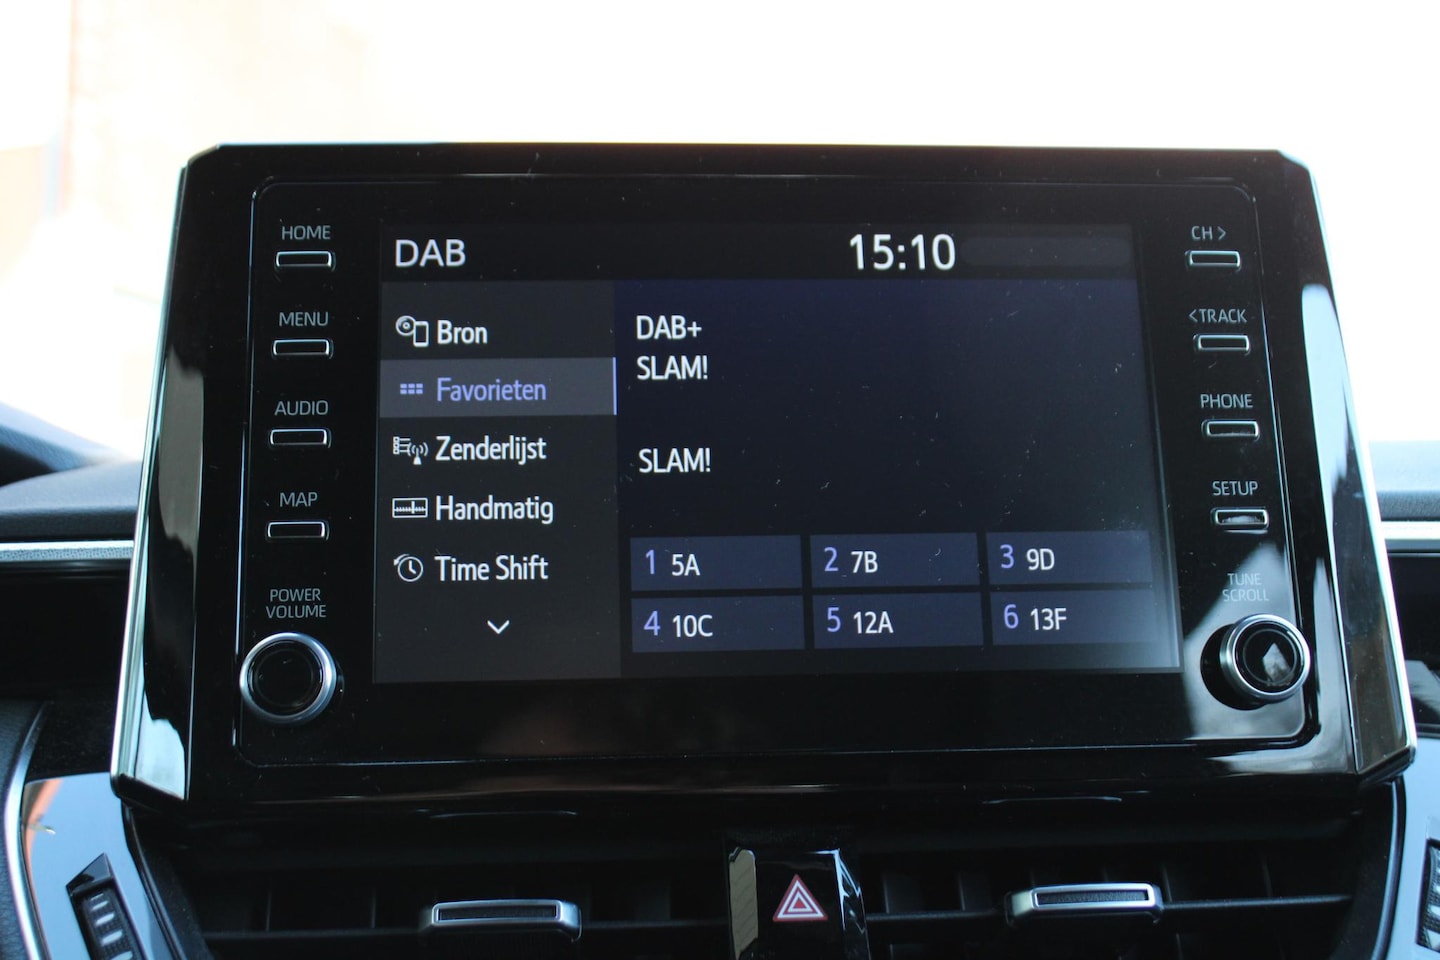 HOME
MENU
AUDIO
MAP
POWER
VOLUME
DAB
15:10
Bron
Favorieten
Zenderlijst
Handmatig
Time Shift
DAB+
SLAM!
SLAM!
1 5A
2 7B
3 9D
4 10C
5 12A
6 13F
CH >
<TRACK
PHONE
SETUP
TUNE
SCROLL